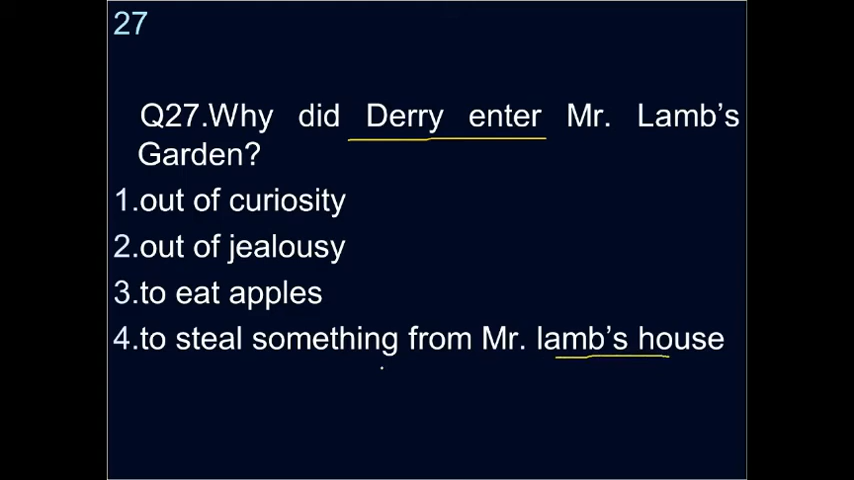 27
Q27.Why did Derry enter Mr. Lamb's
Garden?
1.out of curiosity
2.out of jealousy
3.to eat apples
4.to steal something from Mr. lamb's house